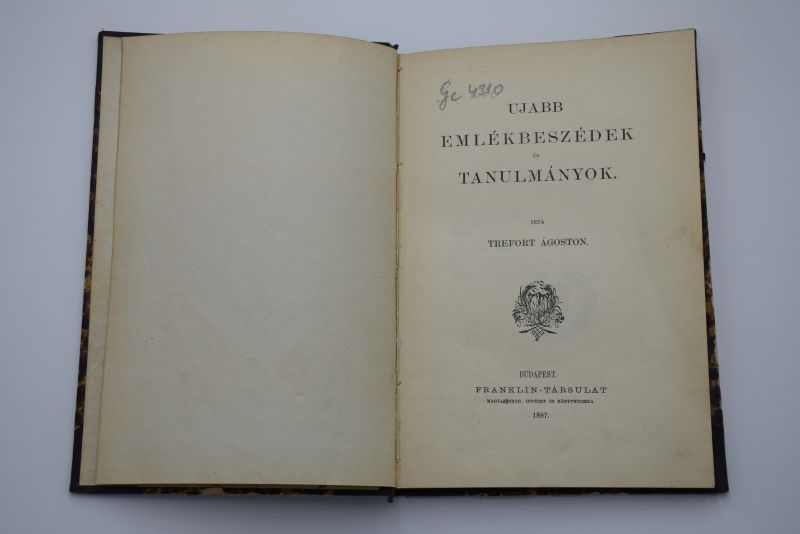 Gc 4310
UJABB
EMLÉKBESZÉDEK
ÉS
TANULMÁNYOK.
IRTA
TREFORT ÁGOSTON.
BUDAPEST.
FRANKLIN-TÁRSULAT
MAGYAR IROD. INTÉZET ÉS KÖNYVNYOMDA
1887.